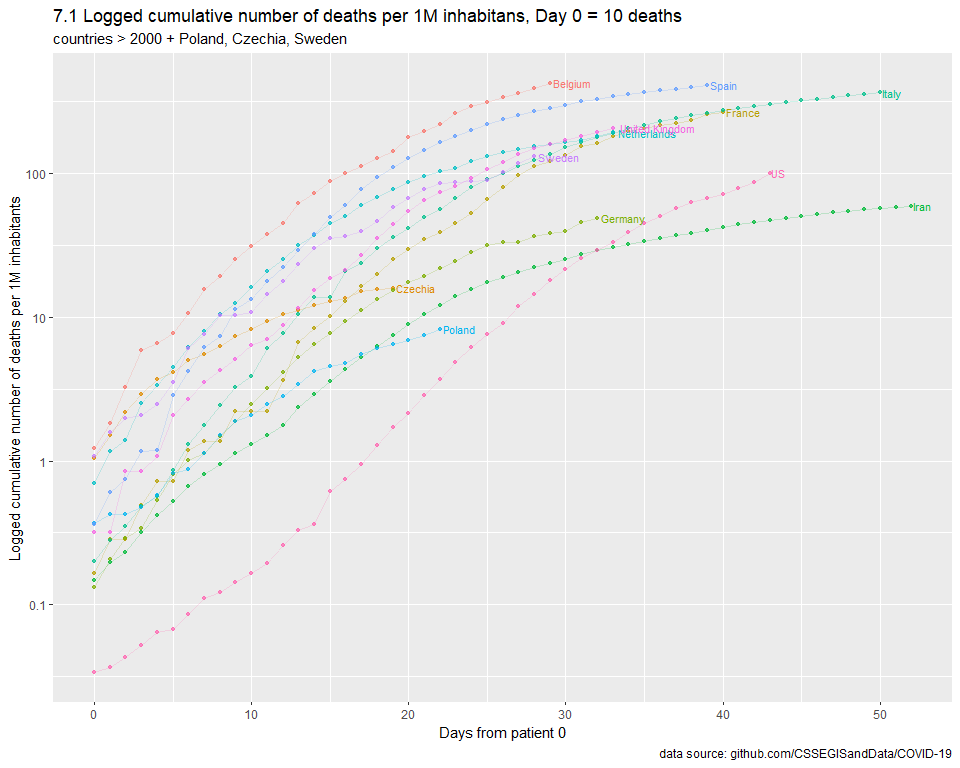 7.1 Logged cumulative number of deaths per 1M inhabitans, Day 0 = 10 deaths
countries > 2000 + Poland, Czechia, Sweden
Logged cumulative number of deaths per 1M inhabitants
100
10
1
0.1
Belgium
Spain
Italy
France
United Kingdom
Netherlands
Sweden
US
Iran
Germany
Czechia
Poland
0 10 20 30 40 50
Days from patient 0
data source: github.com/CSSEGISandData/COVID-19